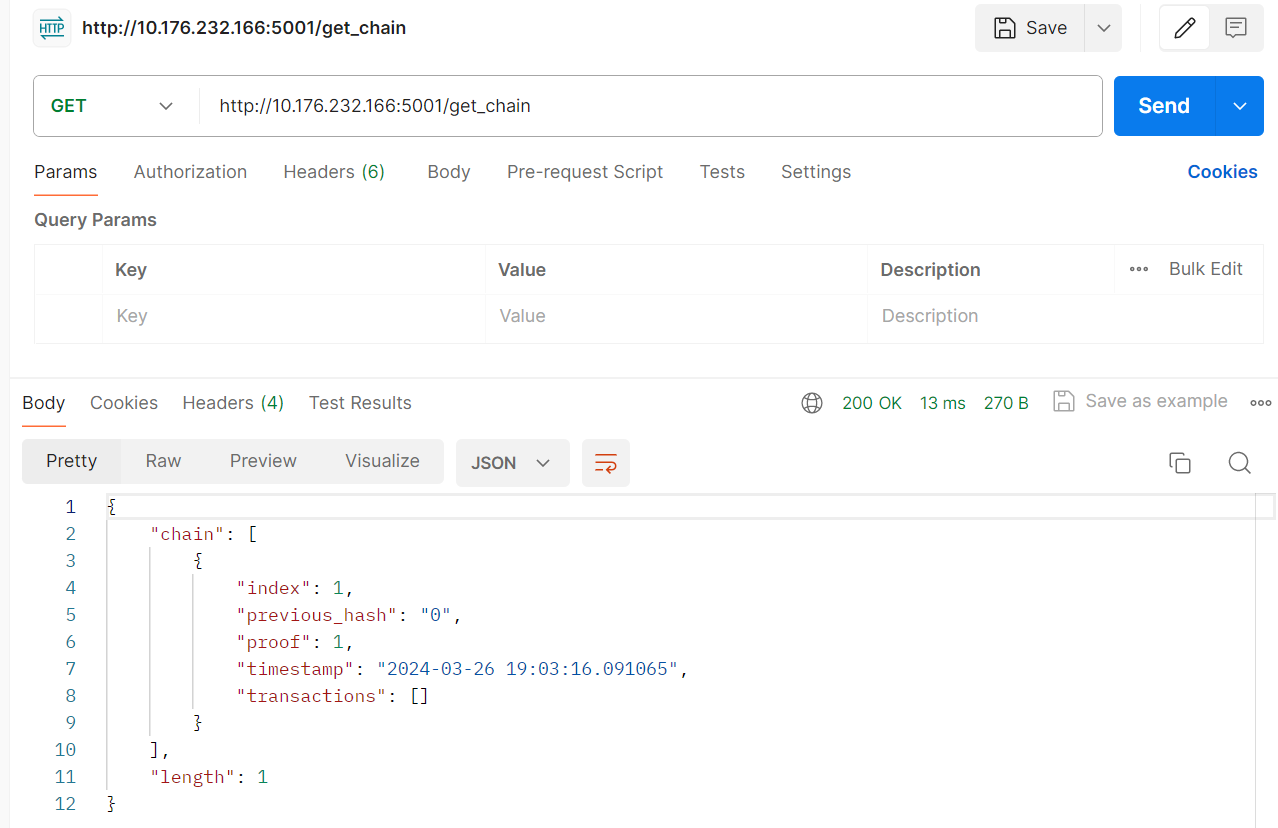 HTTP http://10.176.232.166:5001/get_chain Save
GET http://10.176.232.166:5001/get_chain Send
Params Authorization Headers (6) Body Pre-request Script Tests Settings Cookies
Query Params
Key Value Description Bulk Edit
Key Value Description
Body Cookies Headers (4) Test Results 200 OK 13 ms 270 B Save as example
Pretty Raw Preview Visualize JSON
1 {
2 "chain": [
3 {
4 "index": 1,
5 "previous_hash": "0",
6 "proof": 1,
7 "timestamp": "2024-03-26 19:03:16.091065",
8 "transactions": []
9 }
10 ],
11 "length": 1
12 }